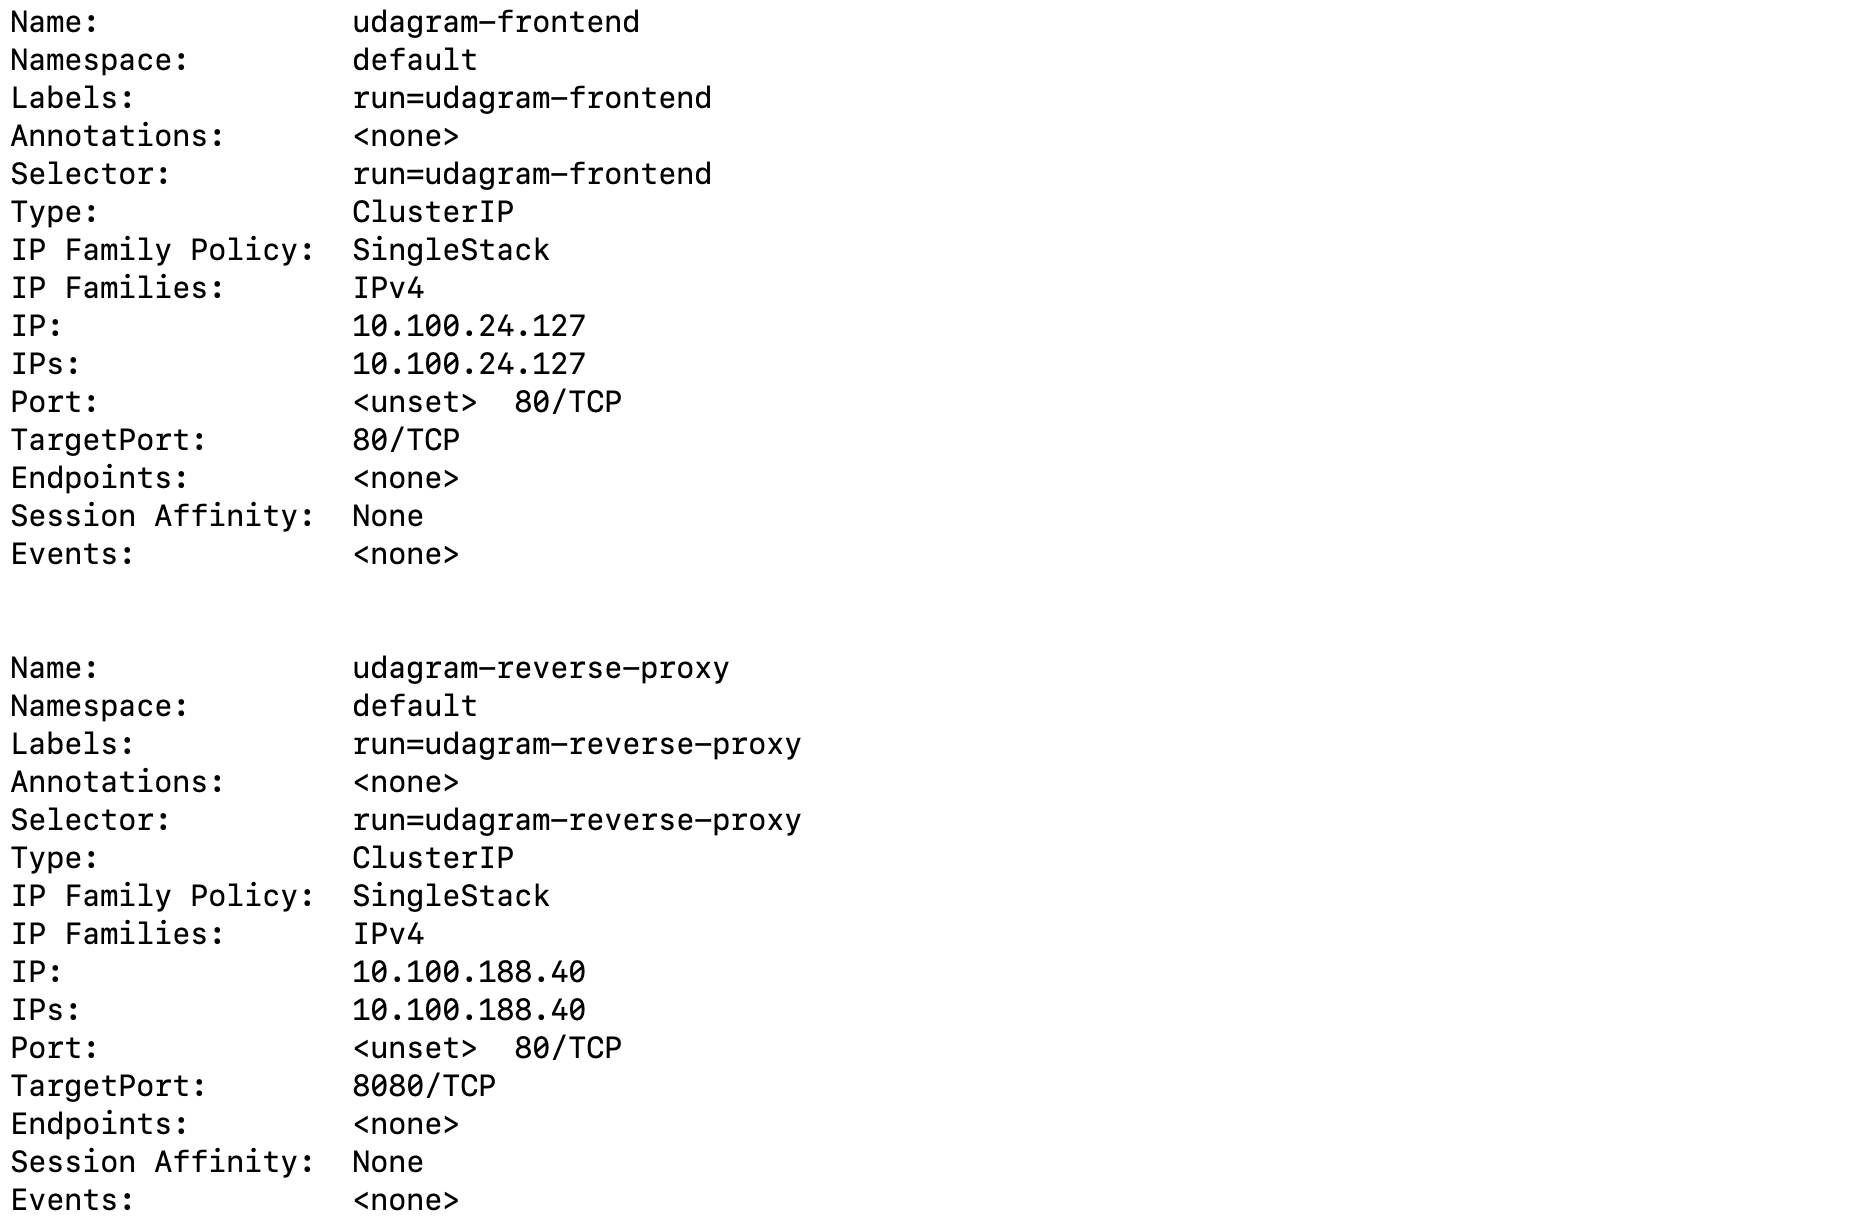 Name:              udagram-frontend
Namespace:         default
Labels:            run=udagram-frontend
Annotations:       <none>
Selector:          run=udagram-frontend
Type:              ClusterIP
IP Family Policy:  SingleStack
IP Families:       IPv4
IP:                10.100.24.127
IPs:               10.100.24.127
Port:              <unset>  80/TCP
TargetPort:        80/TCP
Endpoints:         <none>
Session Affinity:  None
Events:            <none>
Name:              udagram-reverse-proxy
Namespace:         default
Labels:            run=udagram-reverse-proxy
Annotations:       <none>
Selector:          run=udagram-reverse-proxy
Type:              ClusterIP
IP Family Policy:  SingleStack
IP Families:       IPv4
IP:                10.100.188.40
IPs:               10.100.188.40
Port:              <unset>  80/TCP
TargetPort:        8080/TCP
Endpoints:         <none>
Session Affinity:  None
Events:            <none>